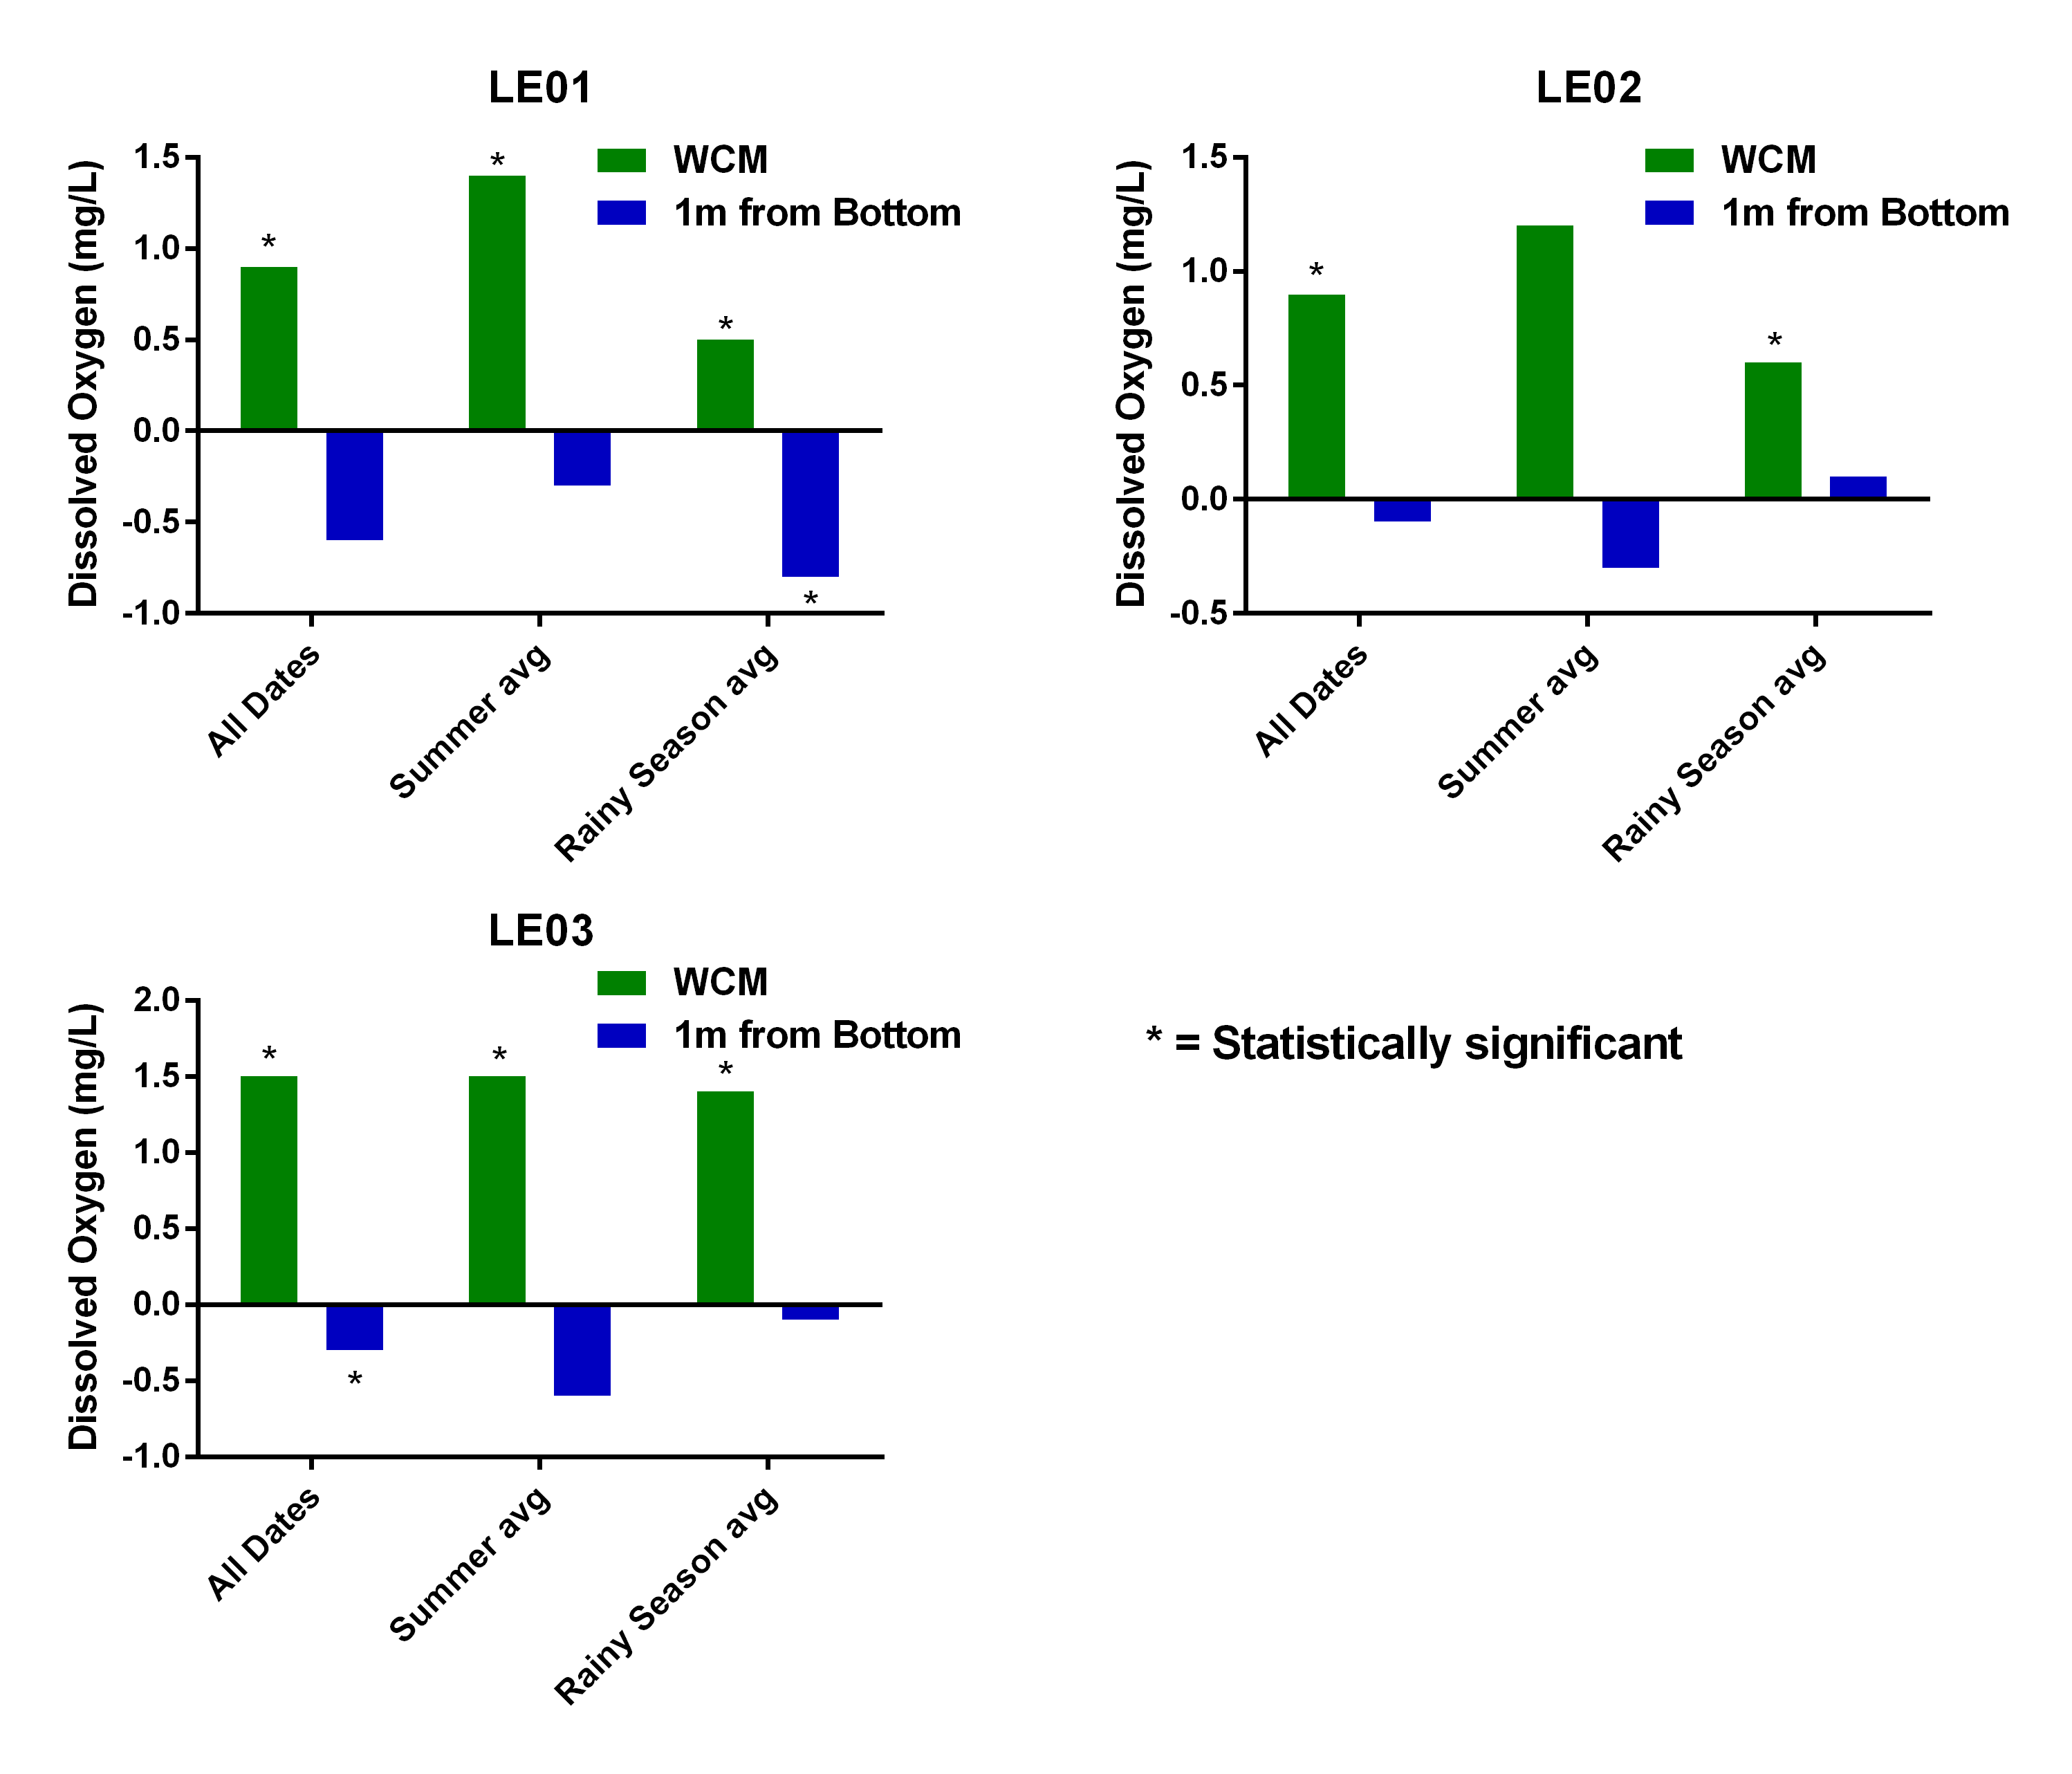 LE01
WCM
1m from Bottom
Dissolved Oxygen (mg/L)
1.5
1.0
0.5
0.0
-0.5
-1.0
*
*
*
*
All Dates
Summer avg
Rainy Season avg
LE02
WCM
1m from Bottom
Dissolved Oxygen (mg/L)
1.5
1.0
0.5
0.0
-0.5
*
*
All Dates
Summer avg
Rainy Season avg
LE03
WCM
1m from Bottom
Dissolved Oxygen (mg/L)
2.0
1.5
1.0
0.5
0.0
-0.5
-1.0
*
*
*
*
All Dates
Summer avg
Rainy Season avg
* = Statistically significant